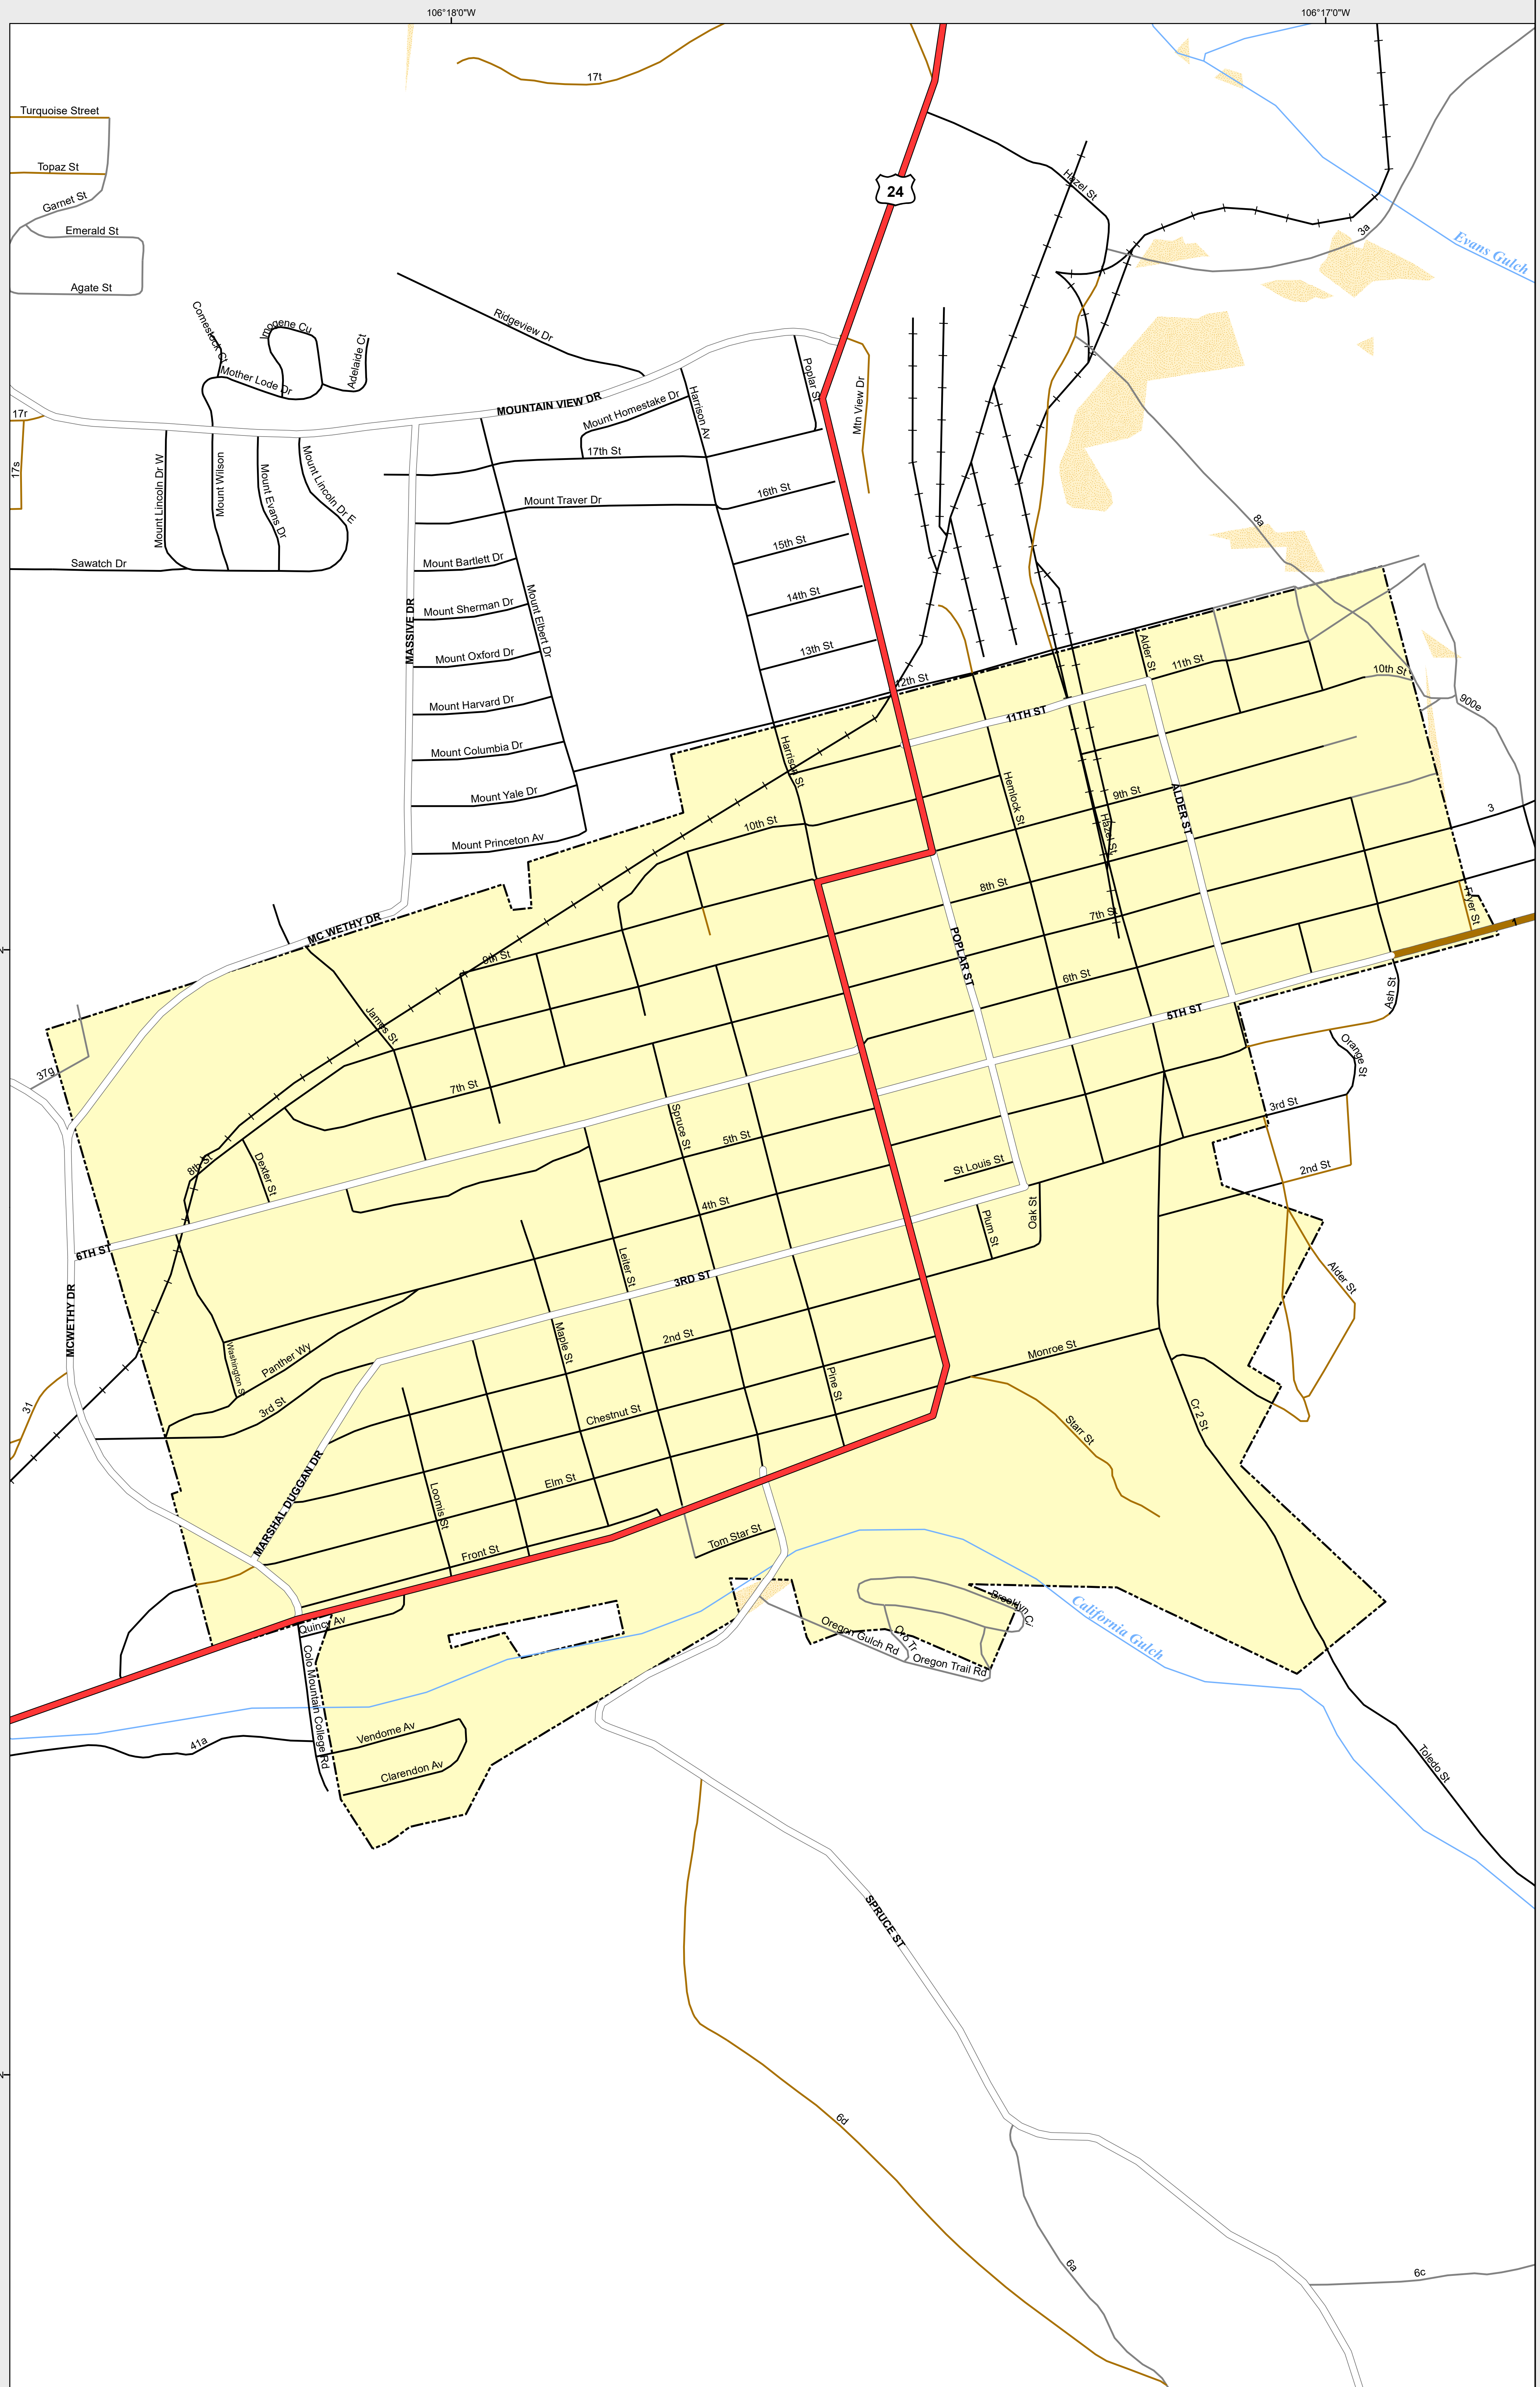 106°18'0"W
106°17'0"W
17t
Turquoise Street
24
Topaz St
Hazel St
Garnet St
Emerald St
3a
Evans Gulch
Agate St
Comestock Ct
Imogene Cu
Ridgeview Dr
Adelaide Ct
Mother Lode Dr
Poplar St
Mtn View Dr
MOUNTAIN VIEW DR
Mount Homestake Dr
Harrison Av
17r
17th St
17s
Mount Lincoln Dr W
Mount Wilson
Mount Evans Dr
Mount Lincoln Dr E
16th St
Mount Traver Dr
8a
15th St
Sawatch Dr
Mount Bartlett Dr
14th St
Mount Sherman Dr
Mount Elbert Dr
MASSIVE DR
13th St
Mount Oxford Dr
Alder St
11th St
10th St
12th St
Mount Harvard Dr
900e
11TH ST
Mount Columbia Dr
Harrison St
Mount Yale Dr
Hemlock St
9th St
ALDER ST
3
Hazel St
10th St
Mount Princeton Av
8th St
Fryer St
7th St
1
MC WETHY DR
POPLAR ST
9th St
6th St
Ash St
James St
5TH ST
Orange St
37g
7th St
3rd St
Spruce St
5th St
8th St
Dexter St
St Louis St
2nd St
4th St
Oak St
Plum St
6TH ST
Leiter St
3RD ST
Alder St
MCWETHY DR
Maple St
2nd St
Washington S
Panther Wy
Monroe St
Pine St
31
3rd St
Chestnut St
Cr 2 St
Starr St
Elm St
Loomis St
MARSHAL DUGGAN DR
Tom Star St
Front St
Brooklyn Ci
California Gulch
Quincy Av
Oregon Gulch Rd
Oro Tr
Oregon Trail Rd
Colo Mountain College Rd
Vendome Av
41a
Clarendon Av
Toledo St
SPRUCE ST
6d
6a
6c